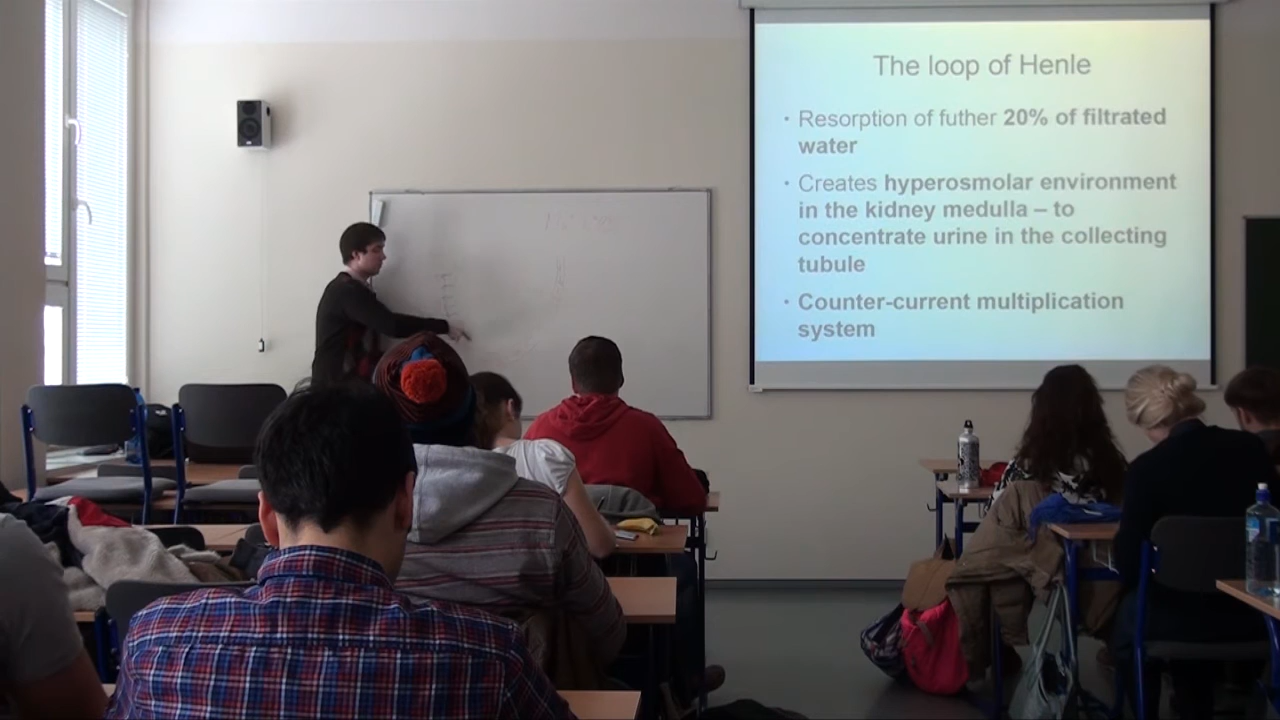 The loop of Henle
· Resorption of futher 20% of filtrated
water
· Creates hyperosmolar environment
in the kidney medulla – to
concentrate urine in the collecting
tubule
· Counter-current multiplication
system